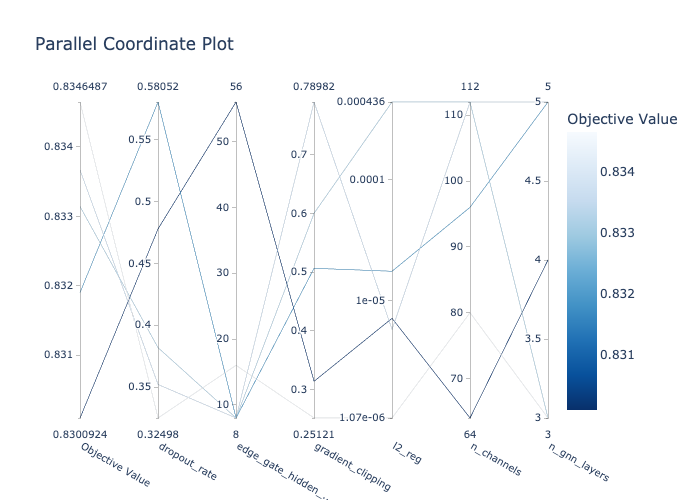 Parallel Coordinate Plot
0.8346487 0.58052 56 0.78982 0.000436 112 5
0.834 0.833 0.832 0.831
0.8300924
0.55 0.5 0.45 0.4 0.35
0.32498
50 40 30 20 10
8
0.7 0.6 0.5 0.4 0.3
0.25121
0.0001 1e-05
1.07e-06
110 100 90 80 70
64
5 4.5 4 3.5 3
3
Objective Value
dropout_rate
edge_gate_hidden_
gradient_clipping
l2_reg
n_channels
n_gnn_layers
Objective Value
0.834
0.833
0.832
0.831